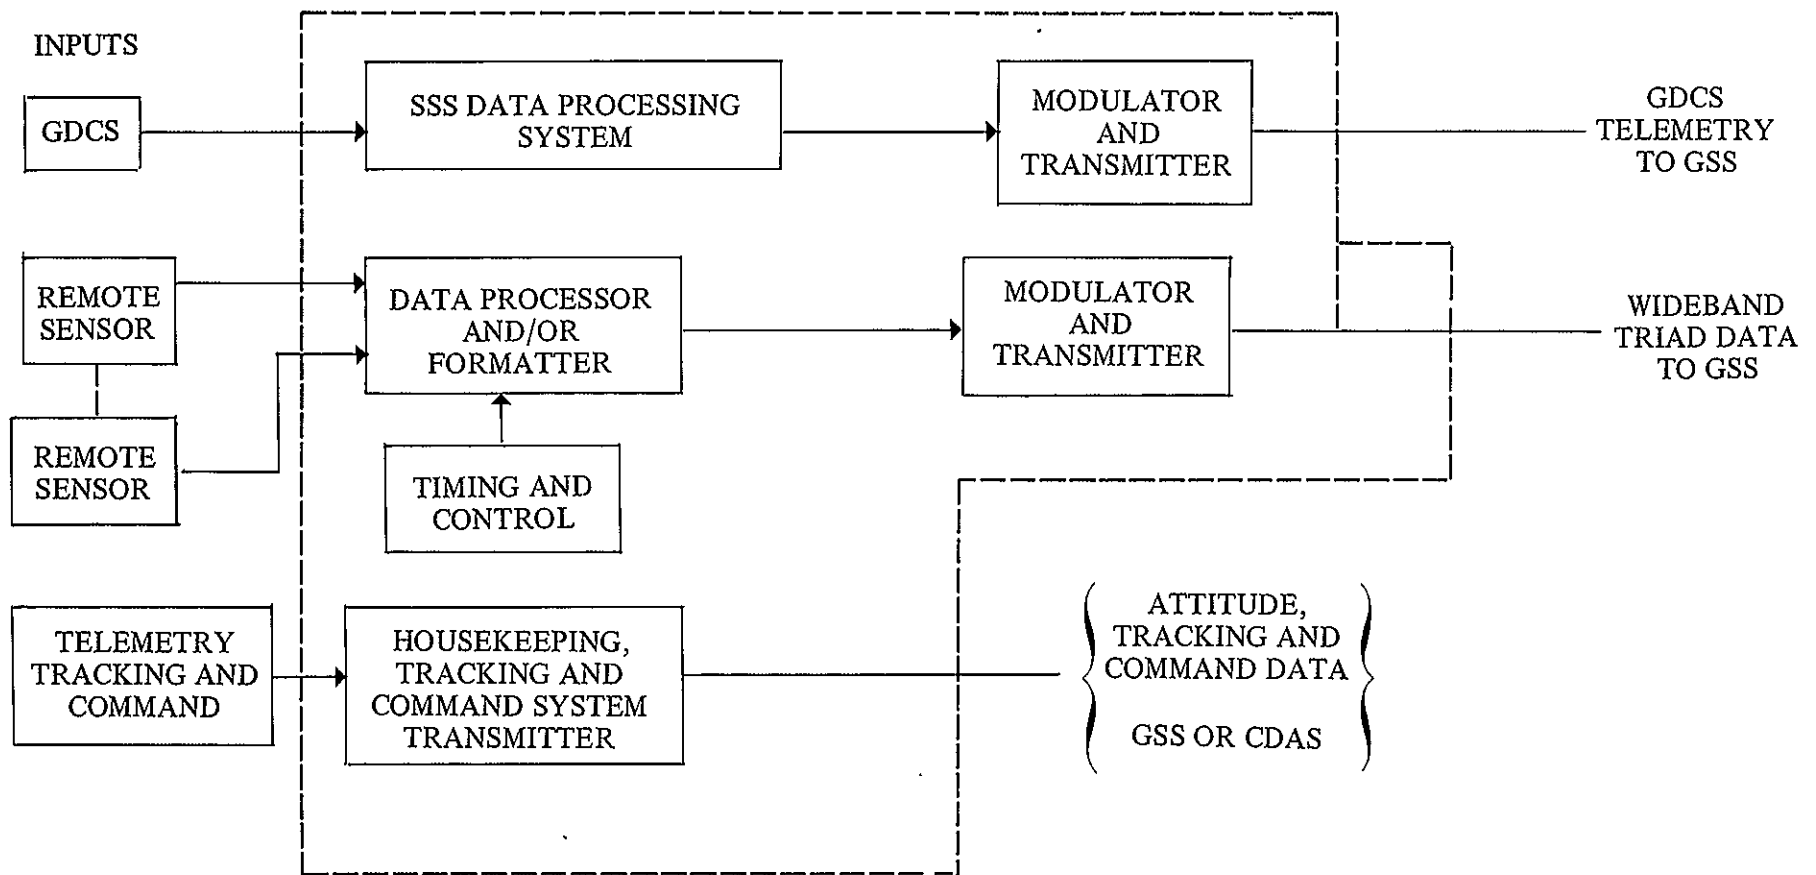 INPUTS
GDCS
SSS DATA PROCESSING
SYSTEM
MODULATOR
AND
TRANSMITTER
GDCS
TELEMETRY
TO GSS
REMOTE
SENSOR
DATA PROCESSOR
AND/OR
FORMATTER
MODULATOR
AND
TRANSMITTER
WIDEBAND
TRIAD DATA
TO GSS
REMOTE
SENSOR
TIMING AND
CONTROL
TELEMETRY
TRACKING AND
COMMAND
HOUSEKEEPING,
TRACKING AND
COMMAND SYSTEM
TRANSMITTER
ATTITUDE,
TRACKING AND
COMMAND DATA
GSS OR CDAS